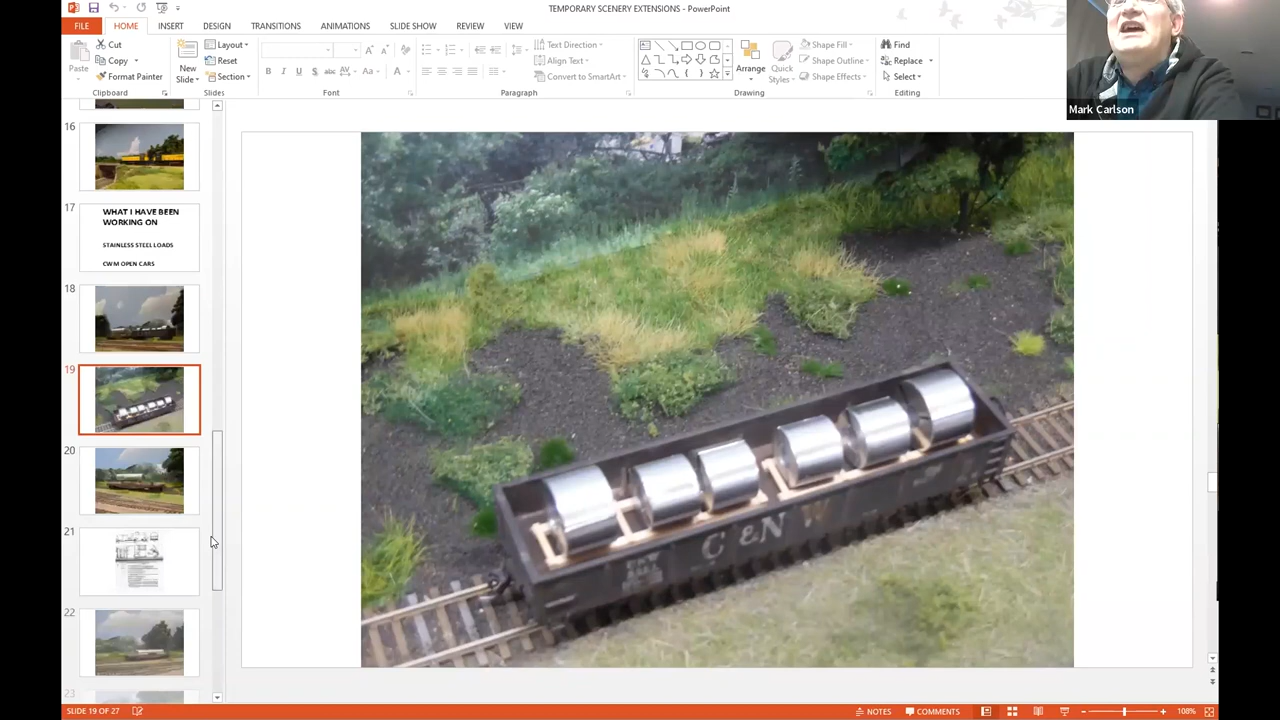 TEMPORARY SCENERY EXTENSIONS - PowerPoint
FILE
HOME
INSERT
DESIGN
TRANSITIONS
ANIMATIONS
SLIDE SHOW
REVIEW
VIEW
Paste
Cut
Copy
Format Painter
Clipboard
New
Slide
Layout
Reset
Section
Slides
B I U S abc AV Aa A
Font
Text Direction
Align Text
Convert to SmartArt
Paragraph
Arrange
Quick
Styles
Shape Fill
Shape Outline
Shape Effects
Drawing
Find
Replace
Select
Editing
Mark Carlson
16
17
WHAT I HAVE BEEN
WORKING ON
STAINLESS STEEL LOADS
CWM OPEN CARS
18
19
20
21
22
23
C & N W
SLIDE 19 OF 27
NOTES
COMMENTS
108%